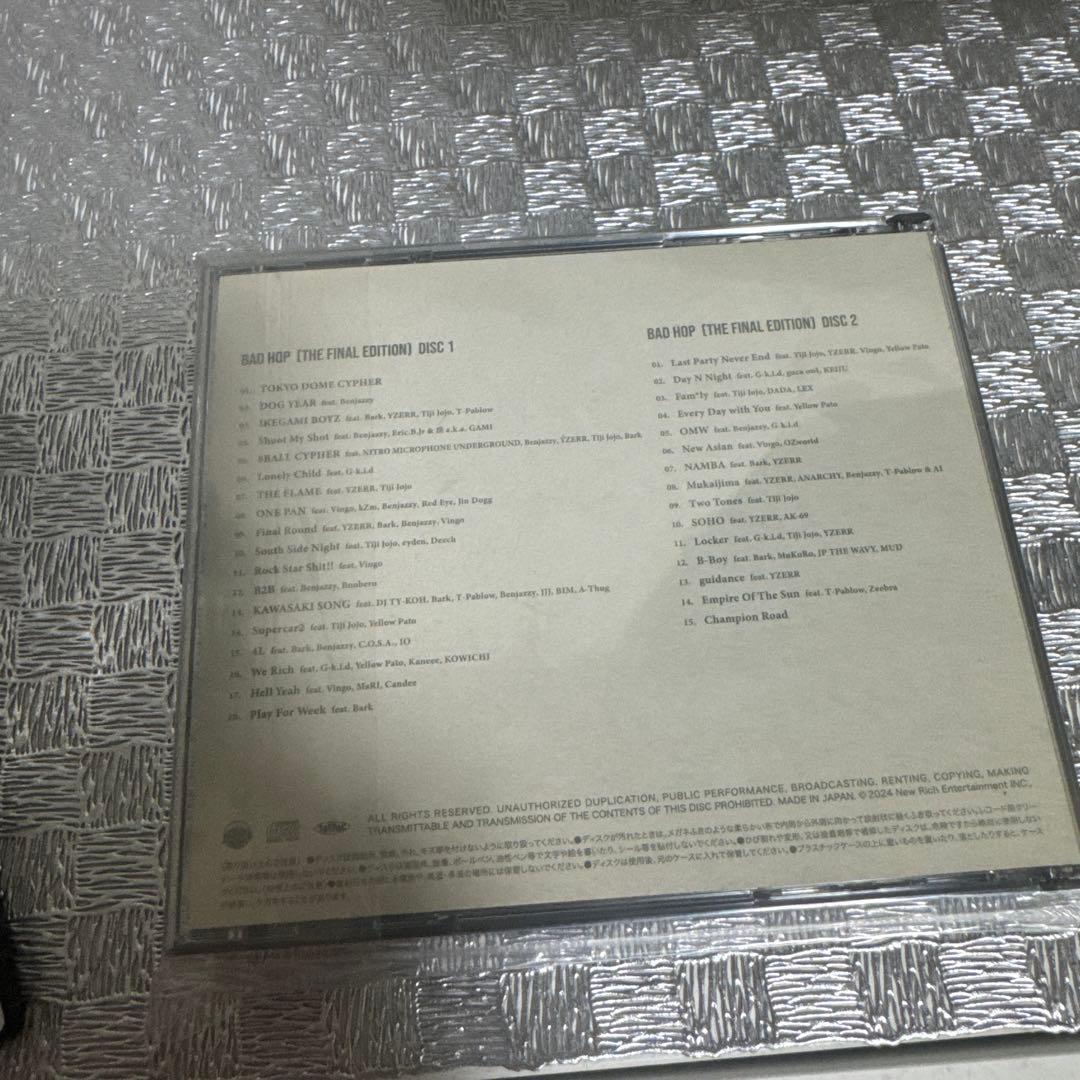 BAD HOP (THE FINAL EDITION) DISC 1
01. TOKYO DOME CYPHER
02. DOG YEAR feat. Benjazzy
03. IKEGAMI BOYZ feat. Bark, YZERR, Tiji Jojo, T-Pablow
04. Shoot My Shot feat. Benjazzy, Eric.B.Jr & a.k.a. GAMI
05. 8BALL CYPHER feat. NITRO MICROPHONE UNDERGROUND, Benjazzy, YZERR, Tiji Jojo, Bark
06. Lonely Child feat. G-k.i.d
07. THE FLAME feat. YZERR, Tiji Jojo
08. ONE PAN feat. Vingo, kZm, Benjazzy, Red Eye, Jin Dogg
09. Final Round feat. YZERR, Bark, Benjazzy, Vingo
10. South Side Night feat. Tiji Jojo, eyden, Deech
11. Rock Star Shit!! feat. Vingo
12. B2B feat. Benjazzy, Bonbero
13. KAWASAKI SONG feat. DJ TY-KOH, Bark, T-Pablow, Benjazzy, JJJ, BIM, A-Thug
14. Supercar2 feat. Tiji Jojo, Yellow Pato
15. 4L feat. Bark, Benjazzy, C.O.S.A., IO
16. We Rich feat. G-k.i.d, Yellow Pato, Kaneee, KOWICHI
17. Hell Yeah feat. Vingo, MaRI, Candee
18. Play For Week feat. Bark
BAD HOP (THE FINAL EDITION) DISC 2
01. Last Party Never End feat. Tiji Jojo, YZERR, Vingo, Yellow Pato
02. Day N Night feat. G-k.i.d, guca owl, KEIJU
03. Fam*ly feat. Tiji Jojo, DADA, LEX
04. Every Day with You feat. Yellow Pato
05. OMW feat. Benjazzy, G-k.i.d
06. New Asian feat. Vingo, OZworld
07. NAMBA feat. Bark, YZERR
08. Mukaijima feat. YZERR, ANARCHY, Benjazzy, T-Pablow & AI
09. Two Tones feat. Tiji Jojo
10. SOHO feat. YZERR, AK-69
11. Locker feat. G-k.i.d, Tiji Jojo, YZERR
12. B-Boy feat. Bark, MuKuRo, JP THE WAVY, MUD
13. guidance feat. YZERR
14. Empire Of The Sun feat. T-Pablow, Zeebra
15. Champion Road
ALL RIGHTS RESERVED. UNAUTHORIZED DUPLICATION, PUBLIC PERFORMANCE, BROADCASTING, RENTING, COPYING, MAKING
TRANSMITTABLE AND TRANSMISSION OF THE CONTENTS OF THIS DISC PROHIBITED. MADE IN JAPAN. © 2024 New Rich Entertainment INC.,